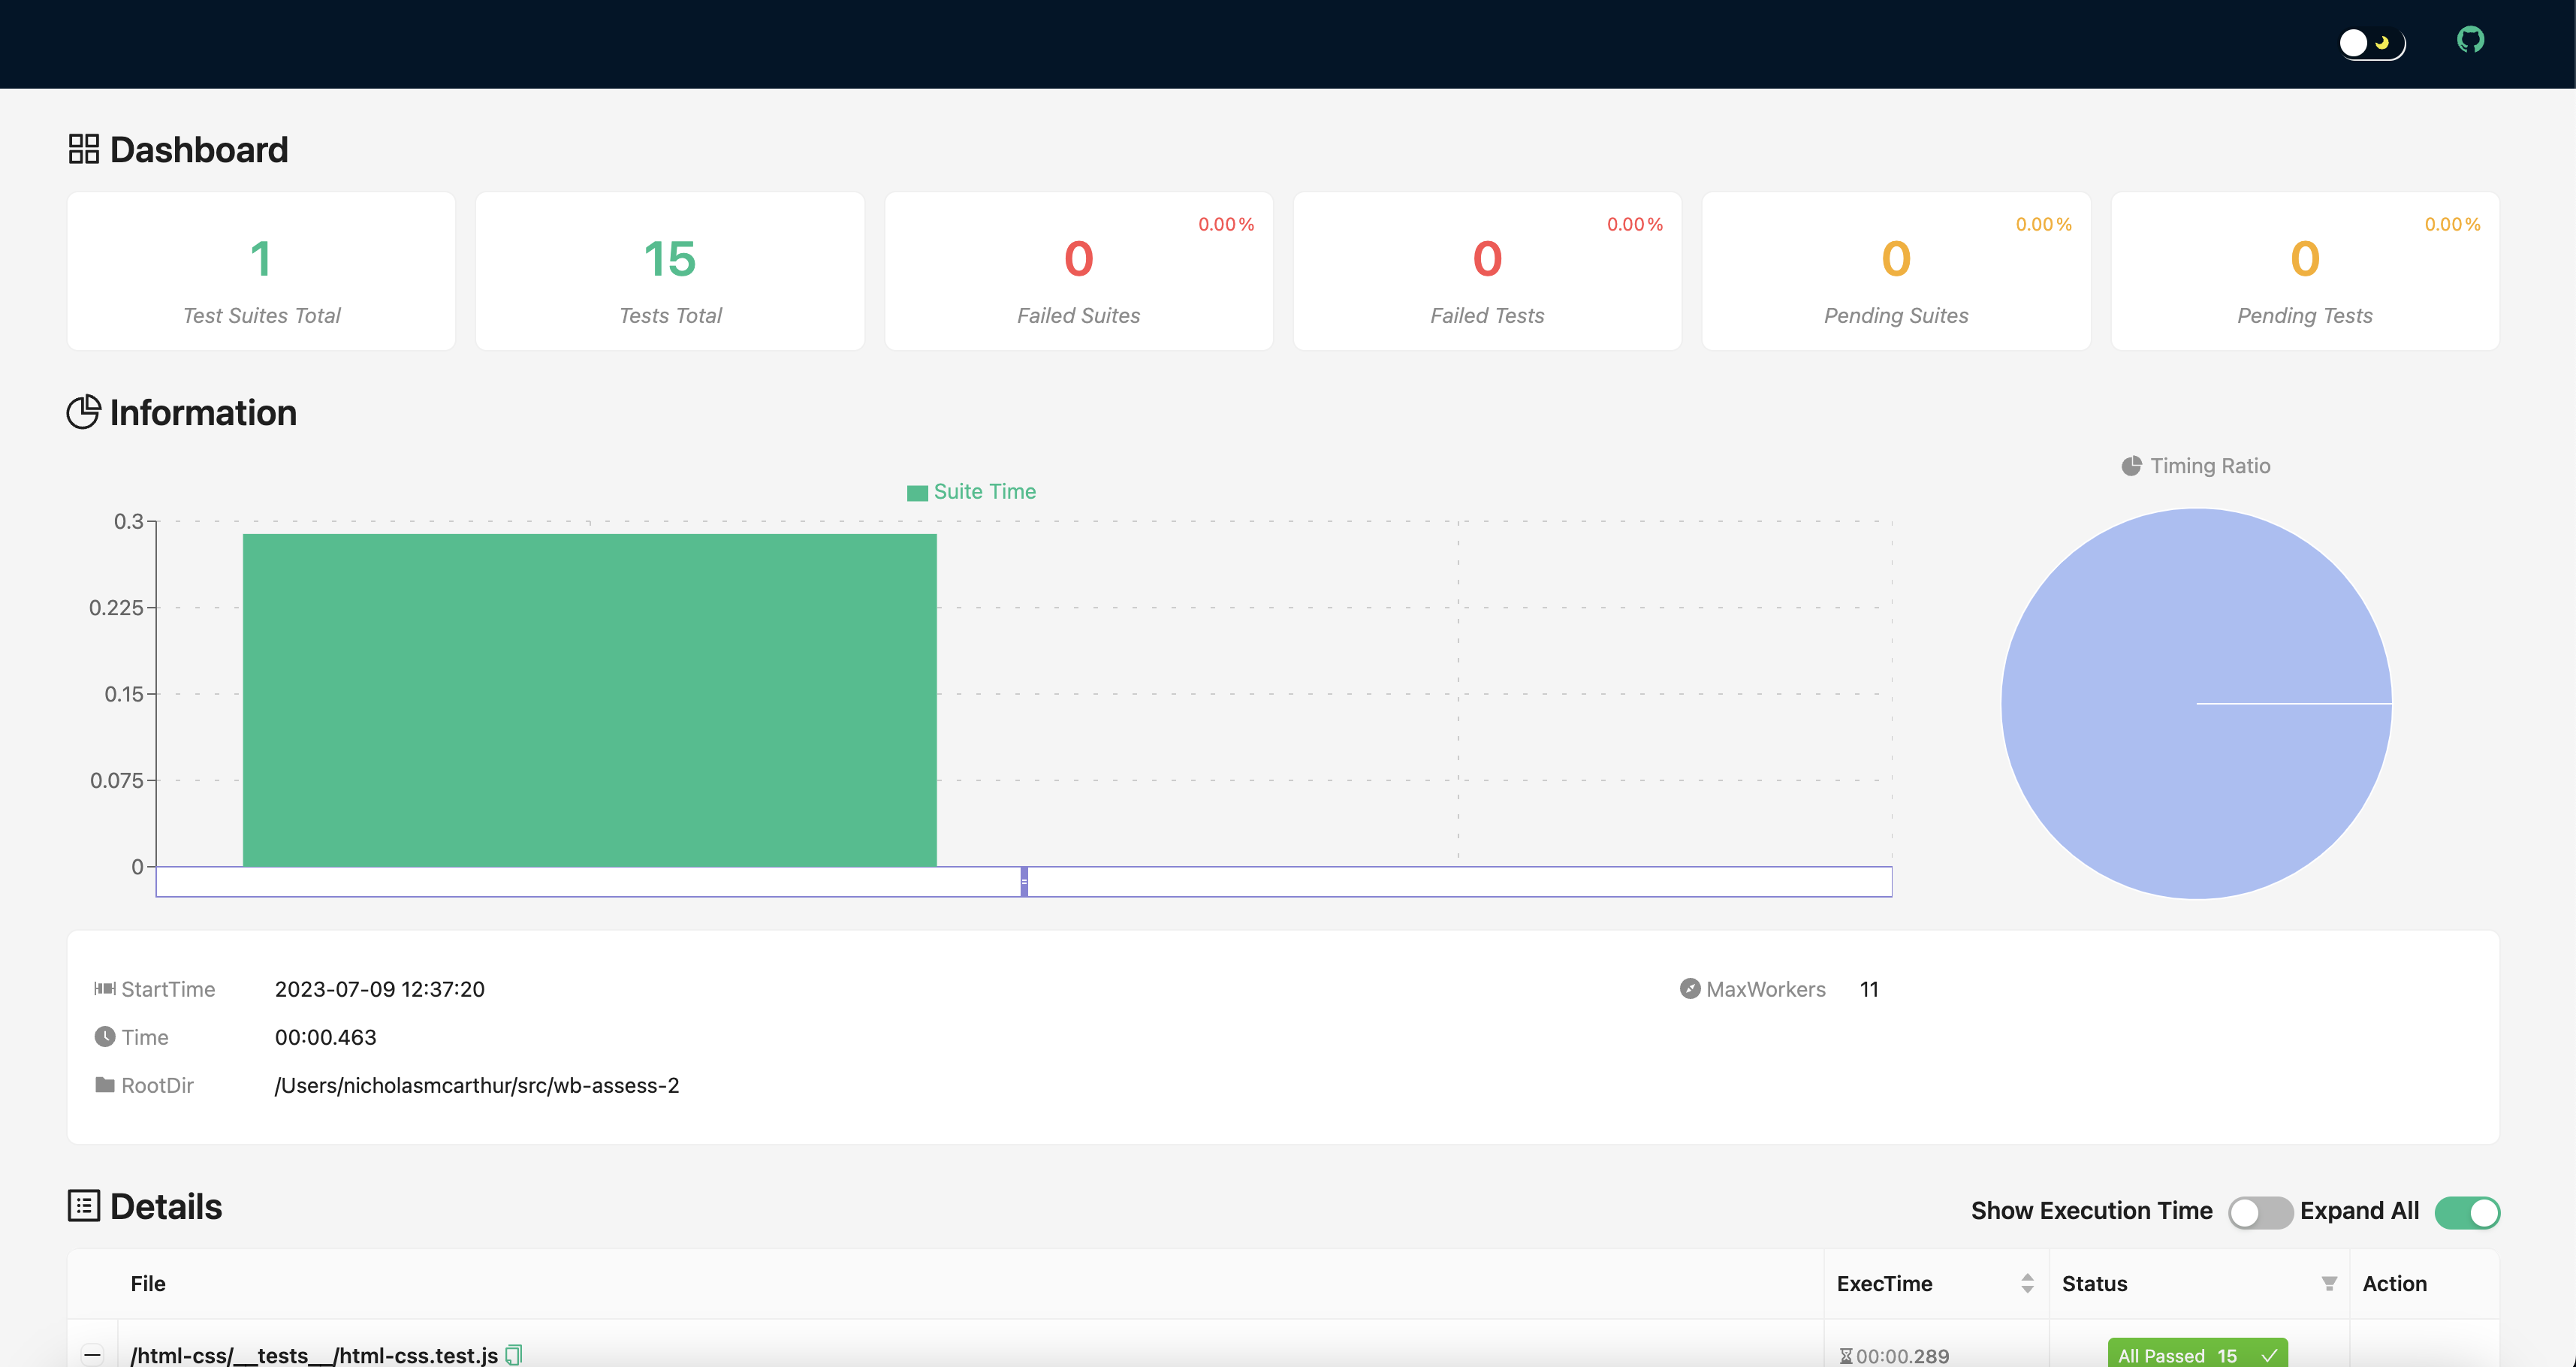 Dashboard
1
Test Suites Total
15
Tests Total
0.00%
0
Failed Suites
0.00%
0
Failed Tests
0.00%
0
Pending Suites
0.00%
0
Pending Tests
Information
Suite Time
0.3
0.225
0.15
0.075
0
Timing Ratio
StartTime 2023-07-09 12:37:20
MaxWorkers 11
Time 00:00.463
RootDir /Users/nicholasmcarthur/src/wb-assess-2
Details
Show Execution Time Expand All
File ExecTime Status Action
/html-css/__tests__/html-css.test.js 00:00.289 All Passed 15